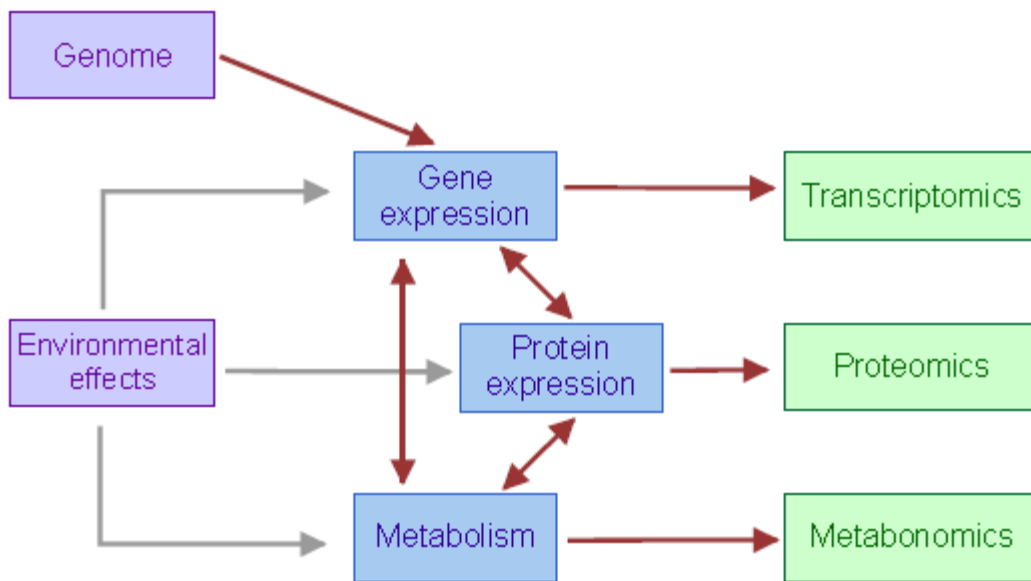 Genome
Gene
expression
Transcriptomics
Environmental
effects
Protein
expression
Proteomics
Metabolism
Metabonomics